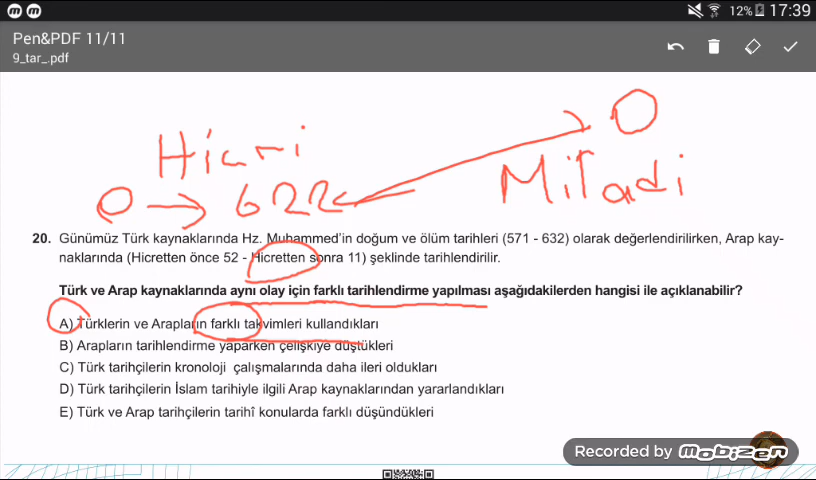 12% 17:39
Pen&PDF 11/11
9_tar_.pdf
Hicri
0 → 622
0
Miladi
20. Günümüz Türk kaynaklarında Hz. Muhammed'in doğum ve ölüm tarihleri (571 - 632) olarak değerlendirilirken, Arap kay-
naklarında (Hicretten önce 52 - Hicretten sonra 11) şeklinde tarihlendirilir.
Türk ve Arap kaynaklarında aynı olay için farklı tarihlendirme yapılması aşağıdakilerden hangisi ile açıklanabilir?
A) Türklerin ve Arapların farklı takvimleri kullandıkları
B) Arapların tarihlendirme yaparken çelişkiye düştükleri
C) Türk tarihçilerin kronoloji çalışmalarında daha ileri oldukları
D) Türk tarihçilerin İslam tarihiyle ilgili Arap kaynaklarından yararlandıkları
E) Türk ve Arap tarihçilerin tarihî konularda farklı düşündükleri
Recorded by Mobizen